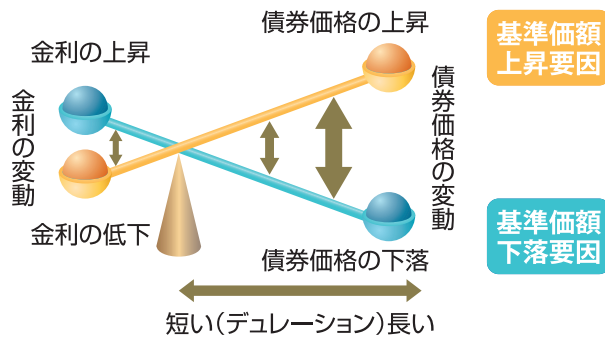 金利の上昇
債券価格の上昇
基準価額
上昇要因
金利の変動
債券価格の変動
金利の低下
債券価格の下落
基準価額
下落要因
短い(デュレーション)長い